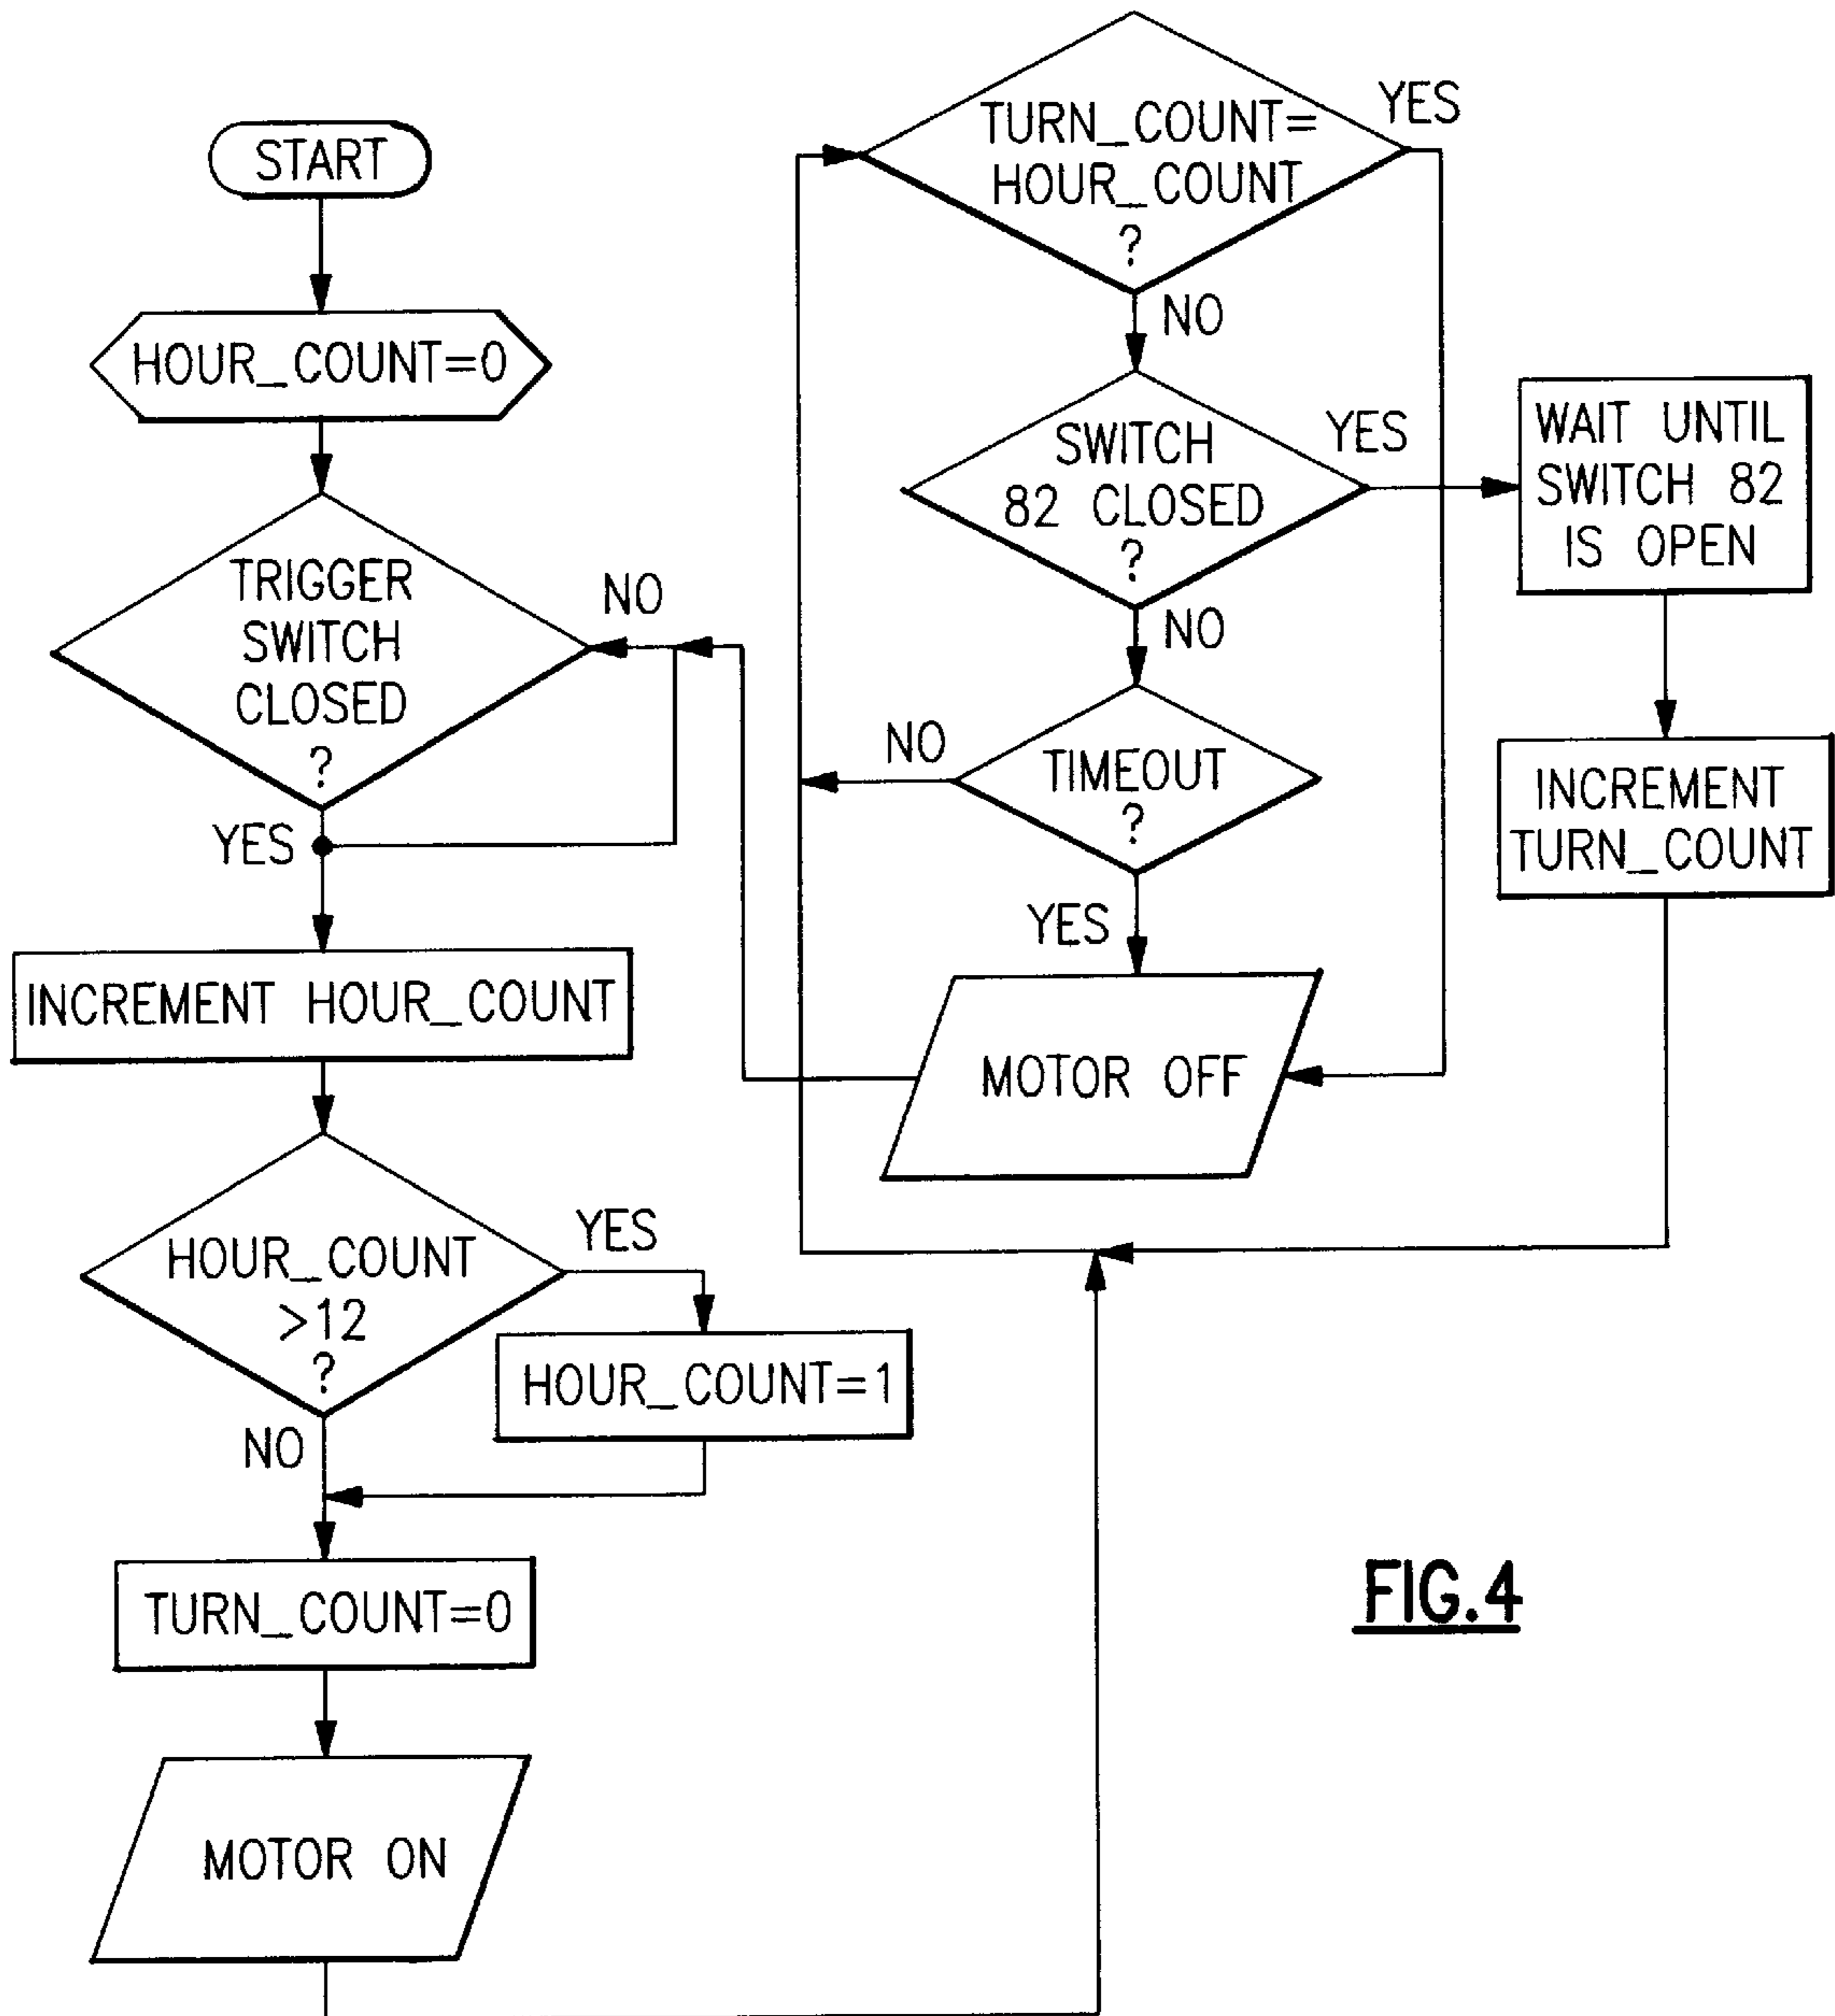 START
HOUR_COUNT=0
TRIGGER
SWITCH
CLOSED
?
NO
YES
INCREMENT HOUR_COUNT
HOUR_COUNT
>12
?
YES
HOUR_COUNT=1
NO
TURN_COUNT=0
MOTOR ON
TURN_COUNT=
HOUR_COUNT
?
YES
NO
SWITCH
82 CLOSED
?
YES
WAIT UNTIL
SWITCH 82
IS OPEN
INCREMENT
TURN_COUNT
NO
TIMEOUT
?
NO
YES
MOTOR OFF
FIG.4